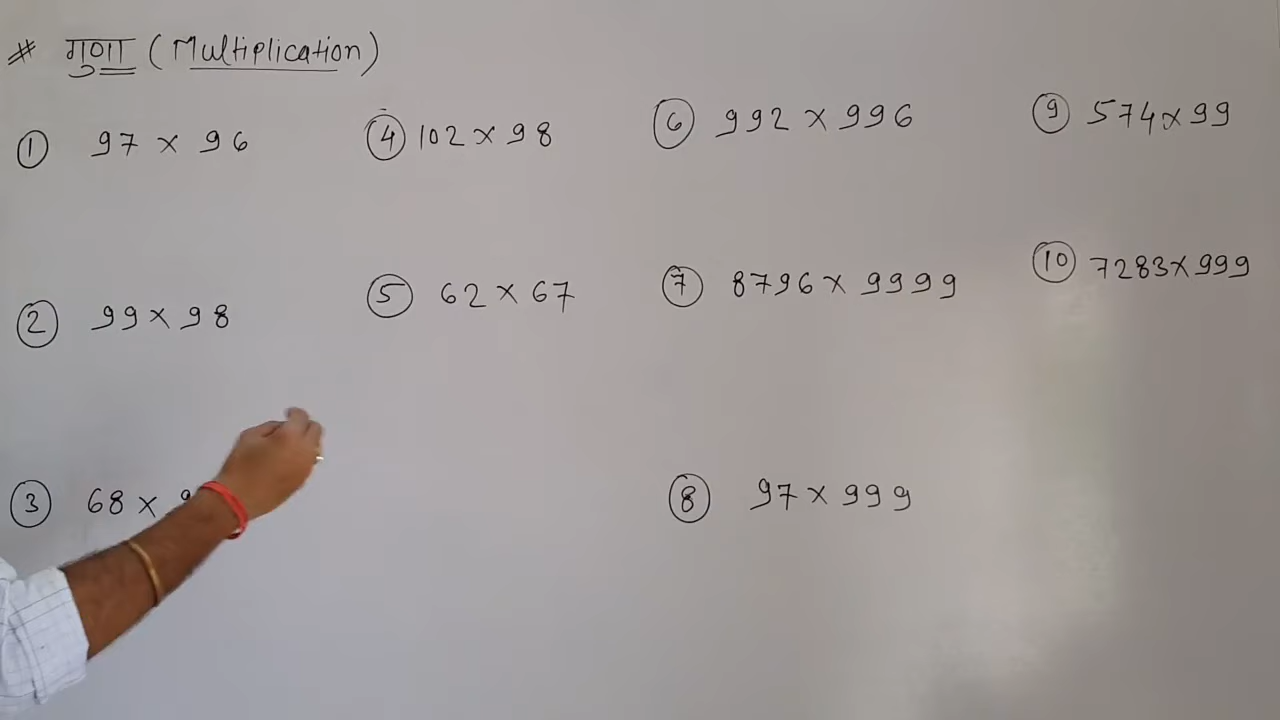 # गुणा (Multiplication)
① 97 × 96
② 99 × 98
③ 68 × 9
④ 102 × 98
⑤ 62 × 67
⑥ 992 × 996
⑦ 8796 × 9999
⑧ 97 × 999
⑨ 574 × 99
⑩ 7283 × 999